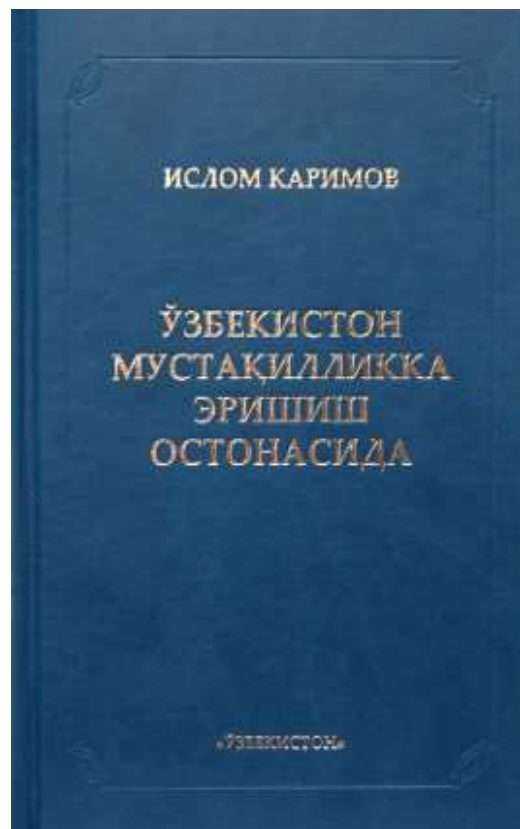 ИСЛОМ КАРИМОВ
ЎЗБЕКИСТОН
МУСТАҚИЛЛИККА
ЭРИШИШ
ОСТОНАСИДА
«ЎЗБЕКИСТОН»